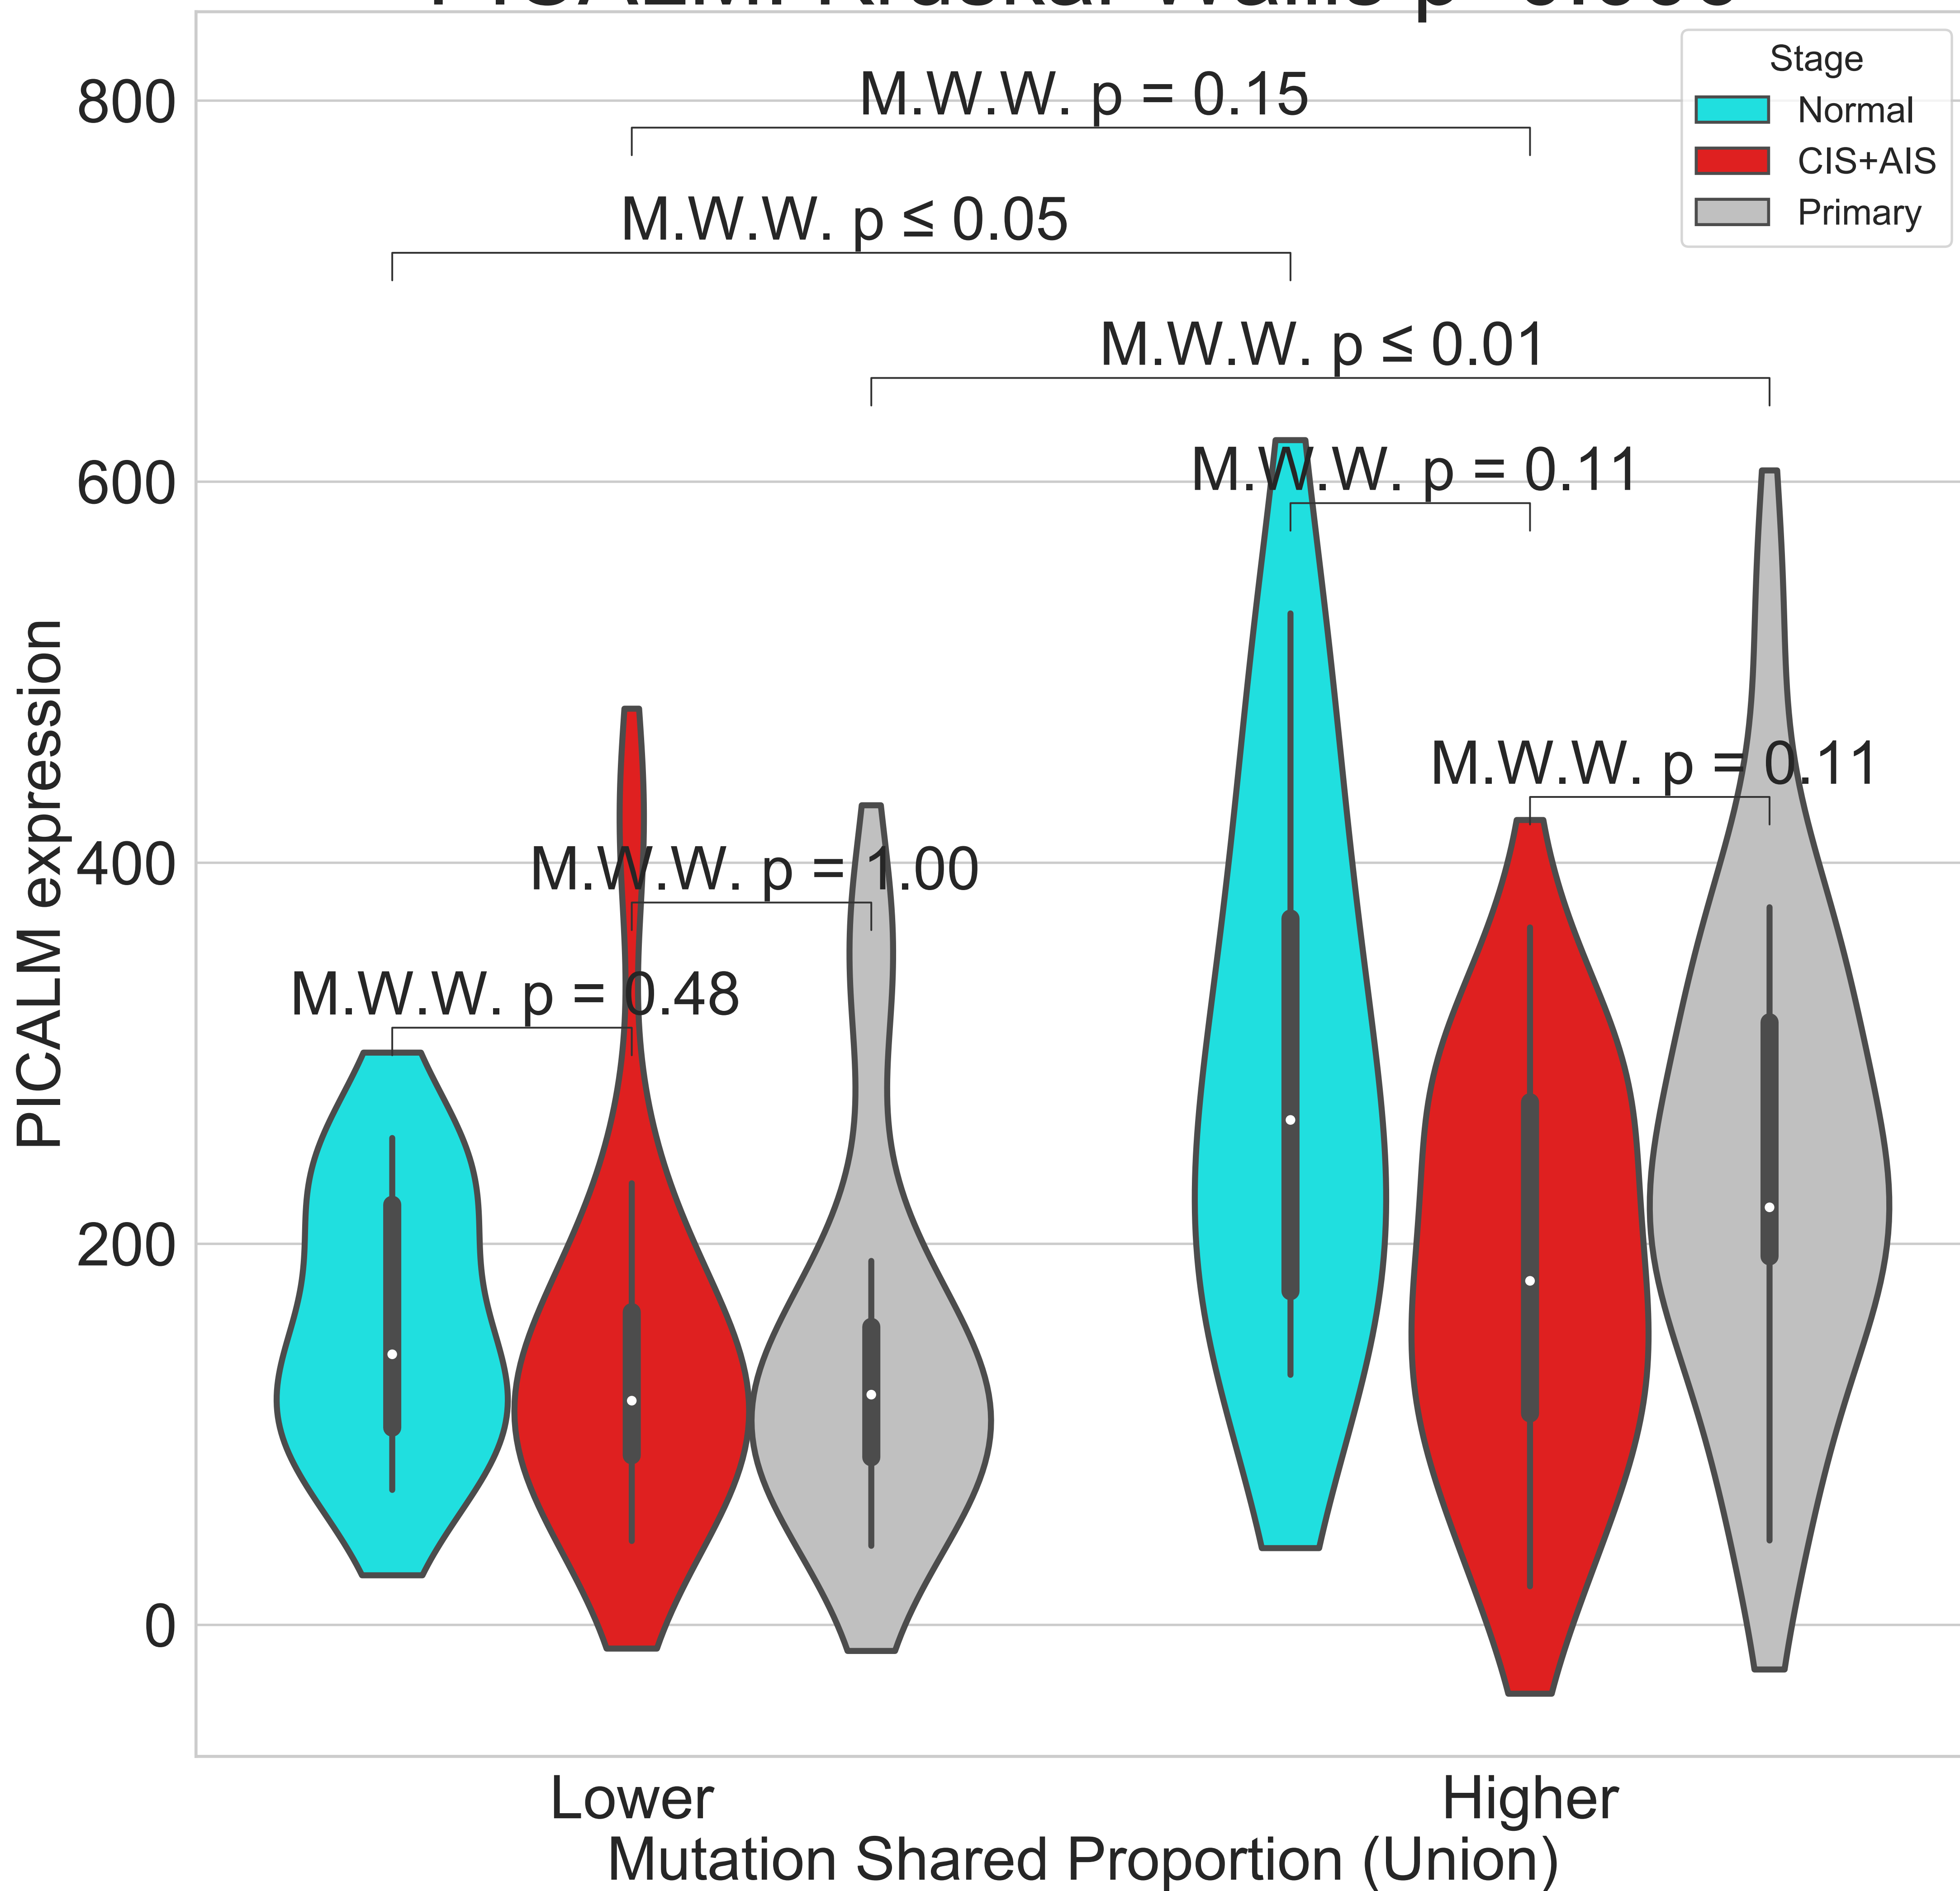 800
600
400
200
0
PICALM expression
M.W.W. p = 0.15
M.W.W. p ≤ 0.05
M.W.W. p ≤ 0.01
M.W.W. p = 0.11
M.W.W. p = 0.11
M.W.W. p = 1.00
M.W.W. p = 0.48
Stage
Normal
CIS+AIS
Primary
Lower
Higher
Mutation Shared Proportion (Union)